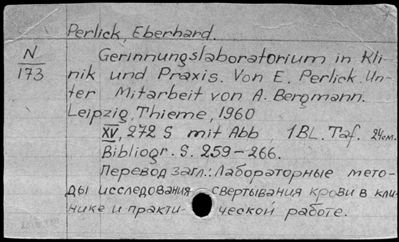 Perlick, Eberhard.
N
173
Gerinnungslaboratorium in Kli
nik und Praxis. Von E. Perlick. Un-
ter Mitarbeit von A. Bergmann.
Leipzig, Thieme, 1960
XV, 272 S mit Abb, 1 BL. Taf. 24см.
Bibliogr. S. 259-266.
Перевод загл.: Лабораторные мето-
ды исследования свертывания крови в кли-
нике и практи- ческой работе.